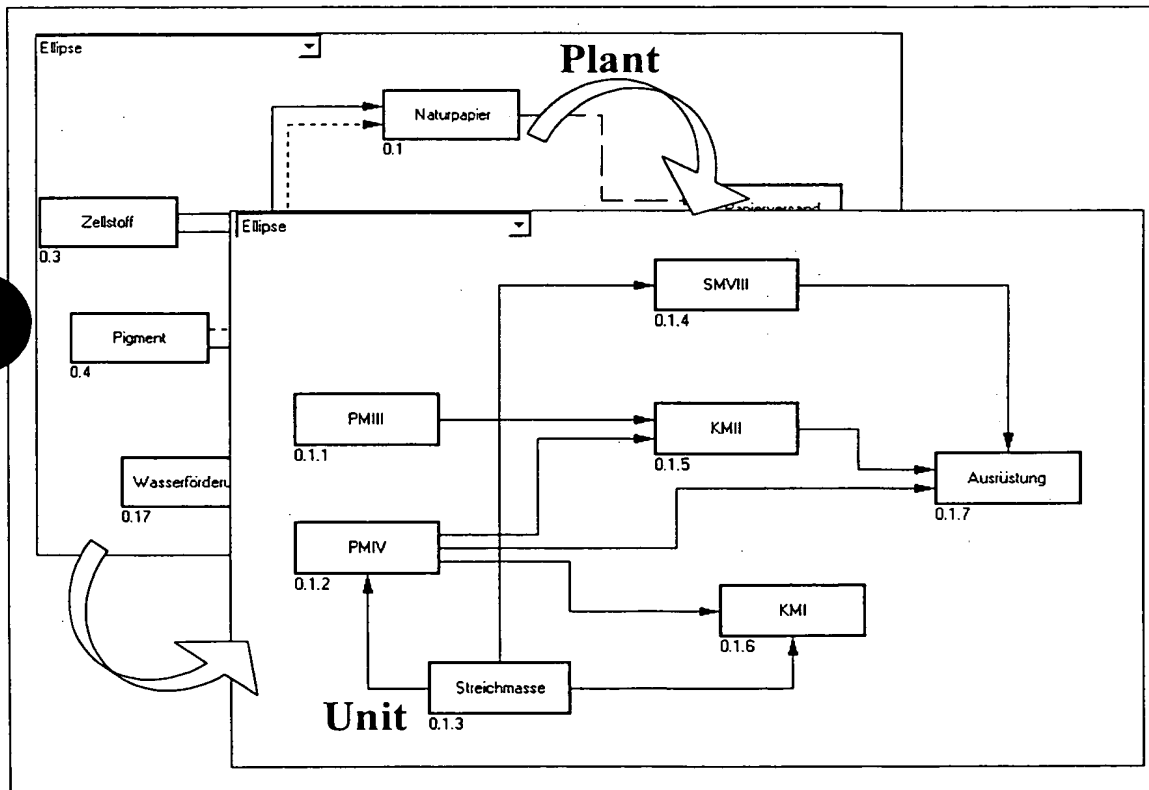 Ellipse
Plant
Naturpapier
0.1
Zellstoff
0.3
Papierversand
Ellipse
SMVIII
0.1.4
Pigment
0.4
PMIII
0.1.1
KMII
0.1.5
Wasserförderu
0.17
Ausrüstung
0.1.7
PMIV
0.1.2
KMI
0.1.6
Streichmasse
0.1.3
Unit